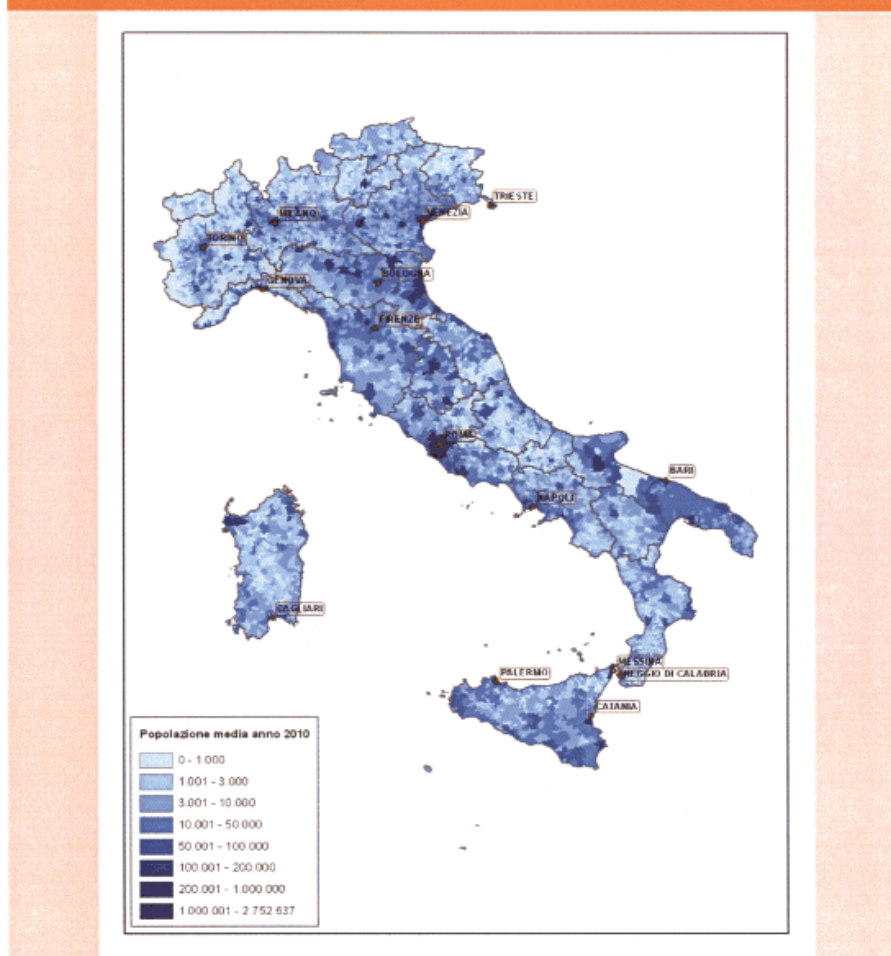 TRIESTE
MILANO
VENEZIA
TORINO
BOLOGNA
GENOVA
FIRENZE
ROMA
BARI
NAPOLI
CAGLIARI
MESSINA
PALERMO
REGGIO DI CALABRIA
CATANIA
Popolazione media anno 2010
0 - 1.000
1.001 - 3.000
3.001 - 10.000
10.001 - 50.000
50.001 - 100.000
100.001 - 200.000
200.001 - 1.000.000
1.000.001 - 2.752.637